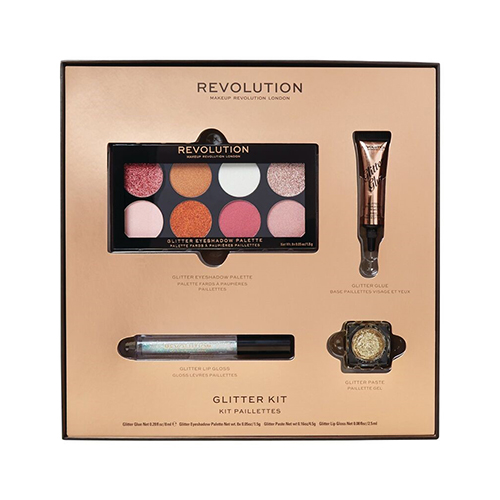 REVOLUTION
MAKEUP REVOLUTION LONDON
REVOLUTION
MAKEUP REVOLUTION LONDON
GLITTER EYESHADOW PALETTE
PALETTE FARDS À PAUPIÈRES PAILLETTES
GLITTER EYESHADOW PALETTE
PALETTE FARDS À PAUPIÈRES,
PAILLETTES
REVOLUTION
GLITTER GLUE
BASE PAILLETTES VISAGE ET YEUX
GLITTER LIP GLOSS
GLOSS LÈVRES PAILLETTES
GLITTER PASTE
PAILLETTE GEL
GLITTER KIT
KIT PAILLETTES